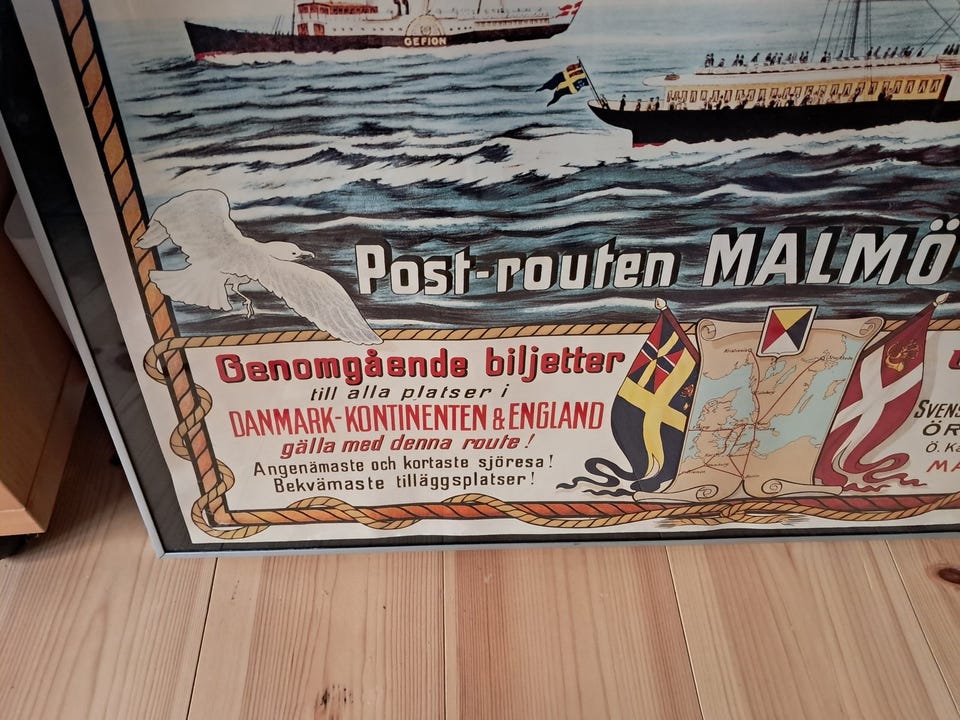 GEFION
Post-routen MALMÖ
Genomgående biljetter
till alla platser i
DANMARK-KONTINENTEN & ENGLAND
gälla med denna route!
Angenämaste och kortaste sjöresa!
Bekvämaste tilläggsplatser!
SVENS
ÖR
Ö. Ka
MA